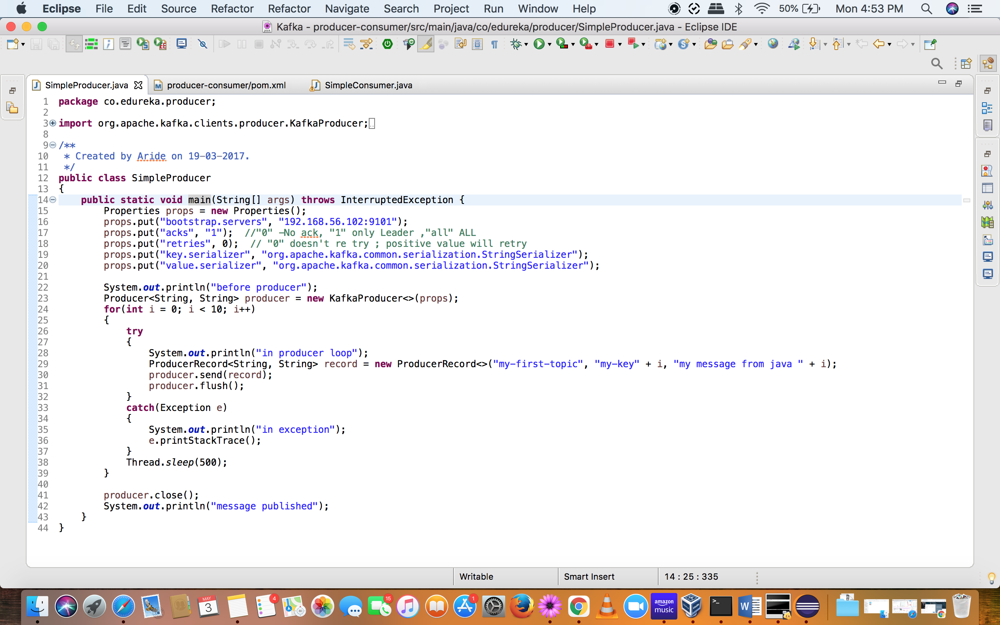 Eclipse File Edit Source Refactor Refactor Navigate Search Project Run Window Help 50% Mon 4:53 PM
Kafka - producer-consumer/src/main/java/co/edureka/producer/SimpleProducer.java - Eclipse IDE
SimpleProducer.java producer-consumer/pom.xml SimpleConsumer.java
1 package co.edureka.producer;
2
3 import org.apache.kafka.clients.producer.KafkaProducer;
8
9 /**
10 * Created by Aride on 19-03-2017.
11 */
12 public class SimpleProducer
13 {
14 public static void main(String[] args) throws InterruptedException {
15 Properties props = new Properties();
16 props.put("bootstrap.servers", "192.168.56.102:9101");
17 props.put("acks", "1"); //"0" —No ack, "1" only Leader ,"all" ALL
18 props.put("retries", 0); // "0" doesn't re try ; positive value will retry
19 props.put("key.serializer", "org.apache.kafka.common.serialization.StringSerializer");
20 props.put("value.serializer", "org.apache.kafka.common.serialization.StringSerializer");
21
22 System.out.println("before producer");
23 Producer<String, String> producer = new KafkaProducer<>(props);
24 for(int i = 0; i < 10; i++)
25 {
26 try
27 {
28 System.out.println("in producer loop");
29 ProducerRecord<String, String> record = new ProducerRecord<>("my-first-topic", "my-key" + i, "my message from java " + i);
30 producer.send(record);
31 producer.flush();
32 }
33 catch(Exception e)
34 {
35 System.out.println("in exception");
36 e.printStackTrace();
37 }
38 Thread.sleep(500);
39 }
40
41 producer.close();
42 System.out.println("message published");
43 }
44 }
Writable Smart Insert 14 : 25 : 335
MAY 3 4 3D 15 1 amazon music >_ W 2.6